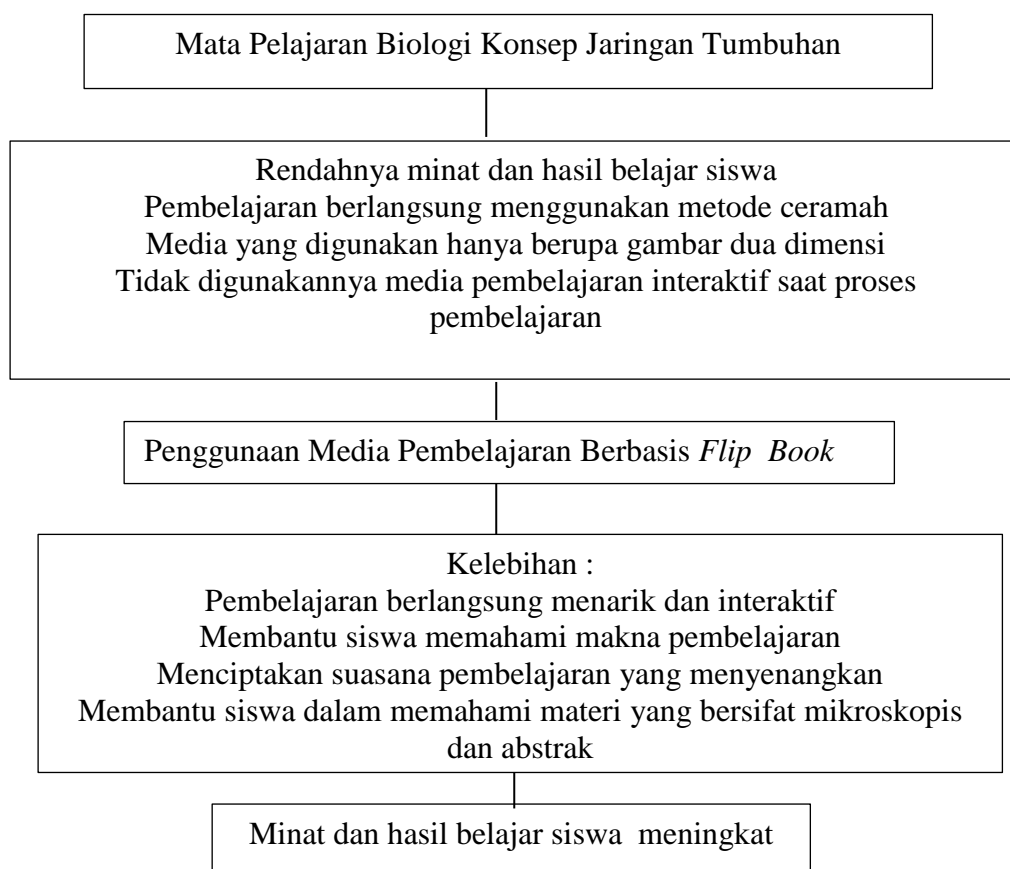 Mata Pelajaran Biologi Konsep Jaringan Tumbuhan
Rendahnya minat dan hasil belajar siswa
Pembelajaran berlangsung menggunakan metode ceramah
Media yang digunakan hanya berupa gambar dua dimensi
Tidak digunakannya media pembelajaran interaktif saat proses
pembelajaran
Penggunaan Media Pembelajaran Berbasis Flip  Book
Kelebihan :
Pembelajaran berlangsung menarik dan interaktif
Membantu siswa memahami makna pembelajaran
Menciptakan suasana pembelajaran yang menyenangkan
Membantu siswa dalam memahami materi yang bersifat mikroskopis
dan abstrak
Minat dan hasil belajar siswa  meningkat